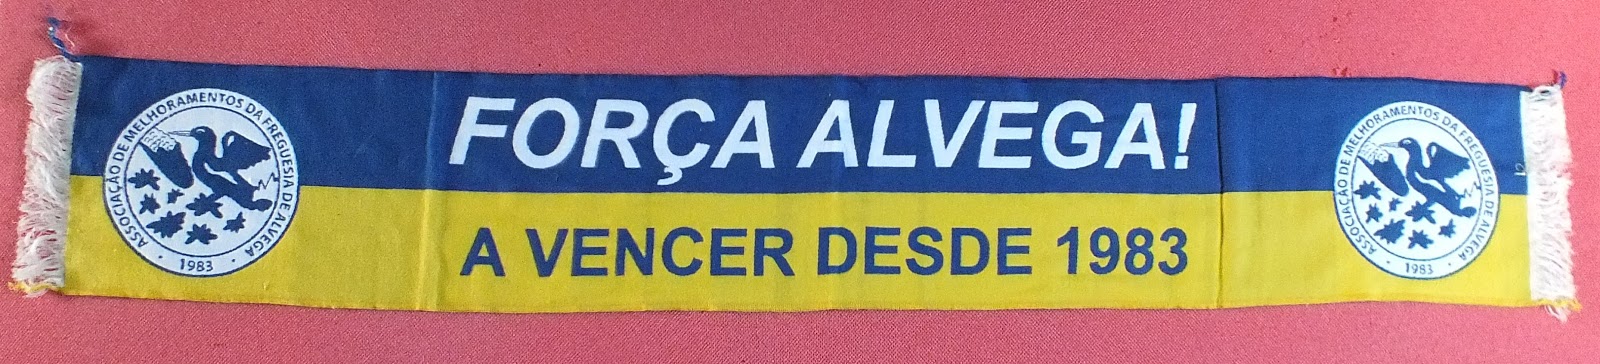 ASSOCIAÇÃO DE MELHORAMENTOS DA FREGUESIA DE ALVEGA
· 1983 ·
FORÇA ALVEGA!
A VENCER DESDE 1983
ASSOCIAÇÃO DE MELHORAMENTOS DA FREGUESIA DE ALVEGA
· 1983 ·